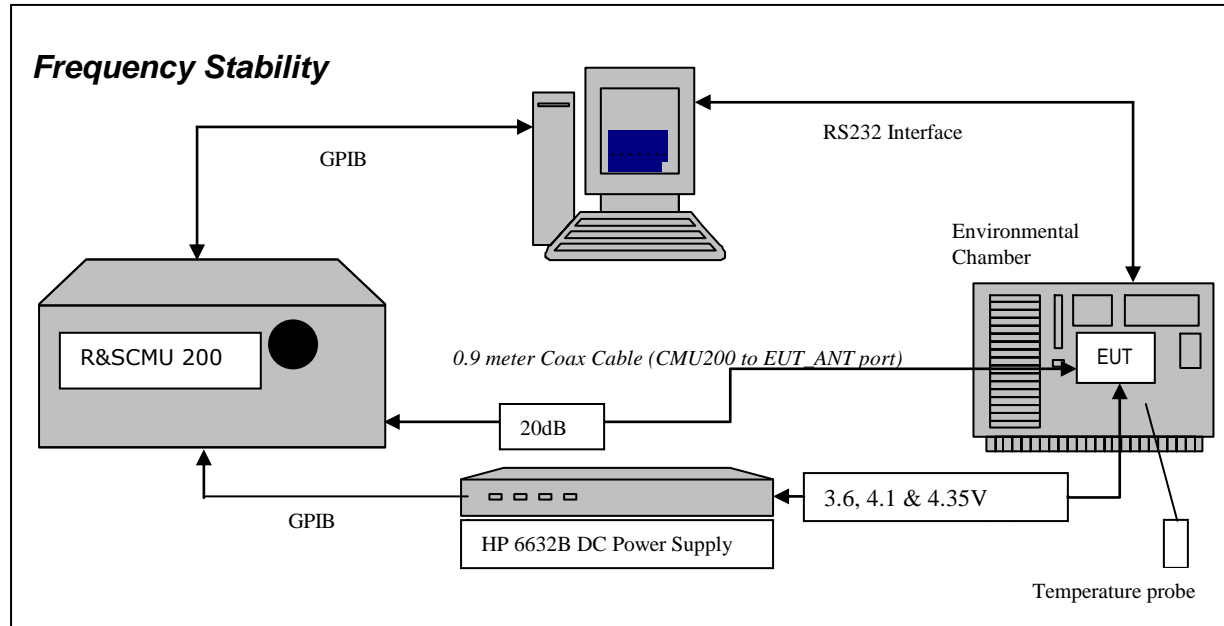 Frequency Stability
GPIB
RS232 Interface
Environmental
Chamber
R&SCMU 200
0.9 meter Coax Cable (CMU200 to EUT_ANT port)
EUT
20dB
3.6, 4.1 & 4.35V
GPIB
HP 6632B DC Power Supply
Temperature probe